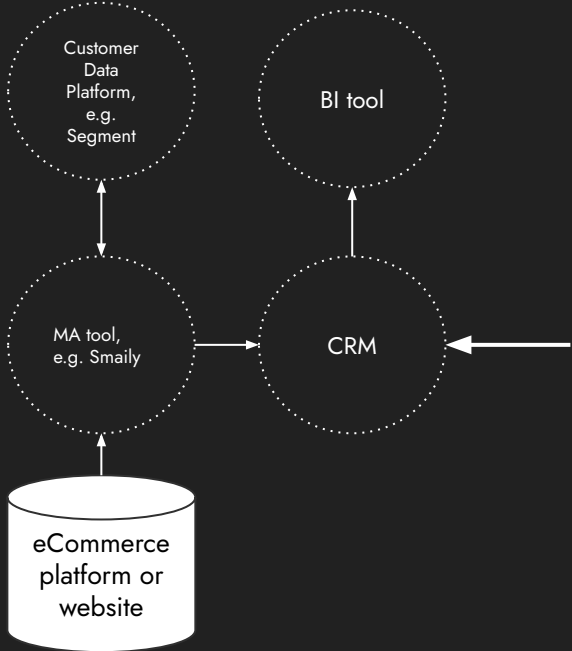 Customer
Data
Platform,
e.g.
Segment
BI tool
MA tool,
e.g. Smaily
CRM
eCommerce
platform or
website